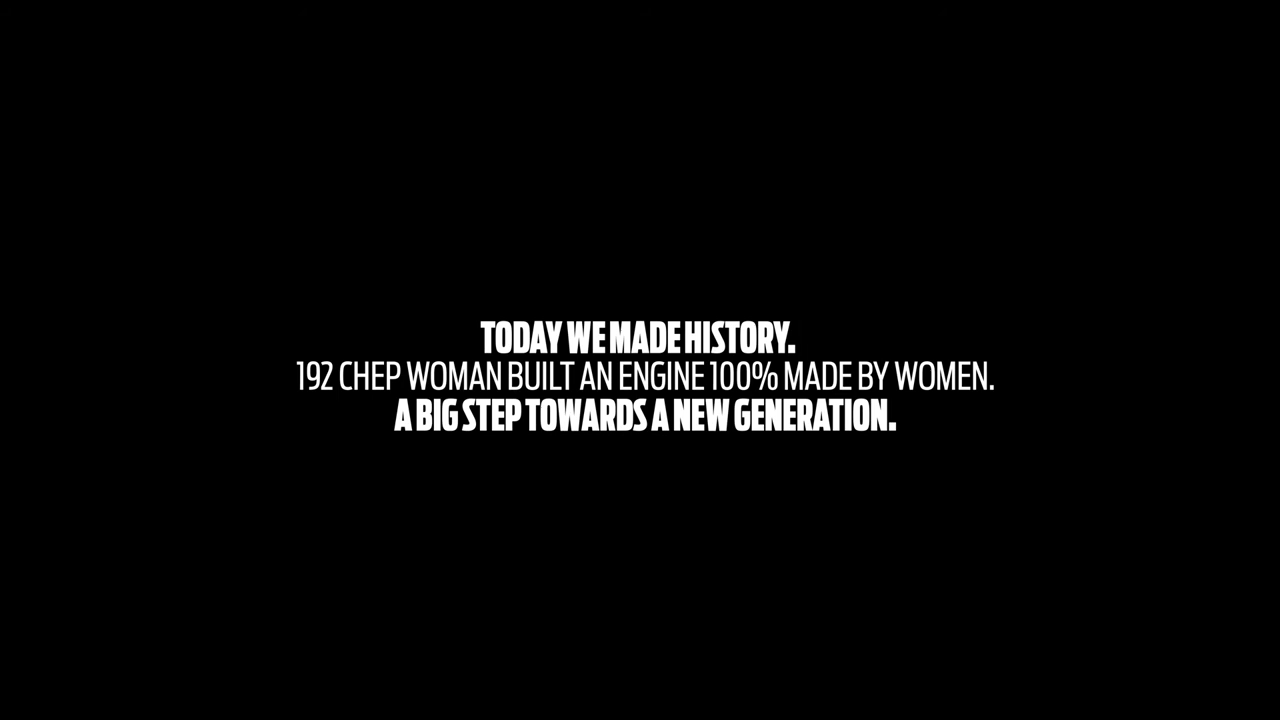 TODAY WE MADE HISTORY.
192 CHEP WOMAN BUILT AN ENGINE 100% MADE BY WOMEN.
A BIG STEP TOWARDS A NEW GENERATION.